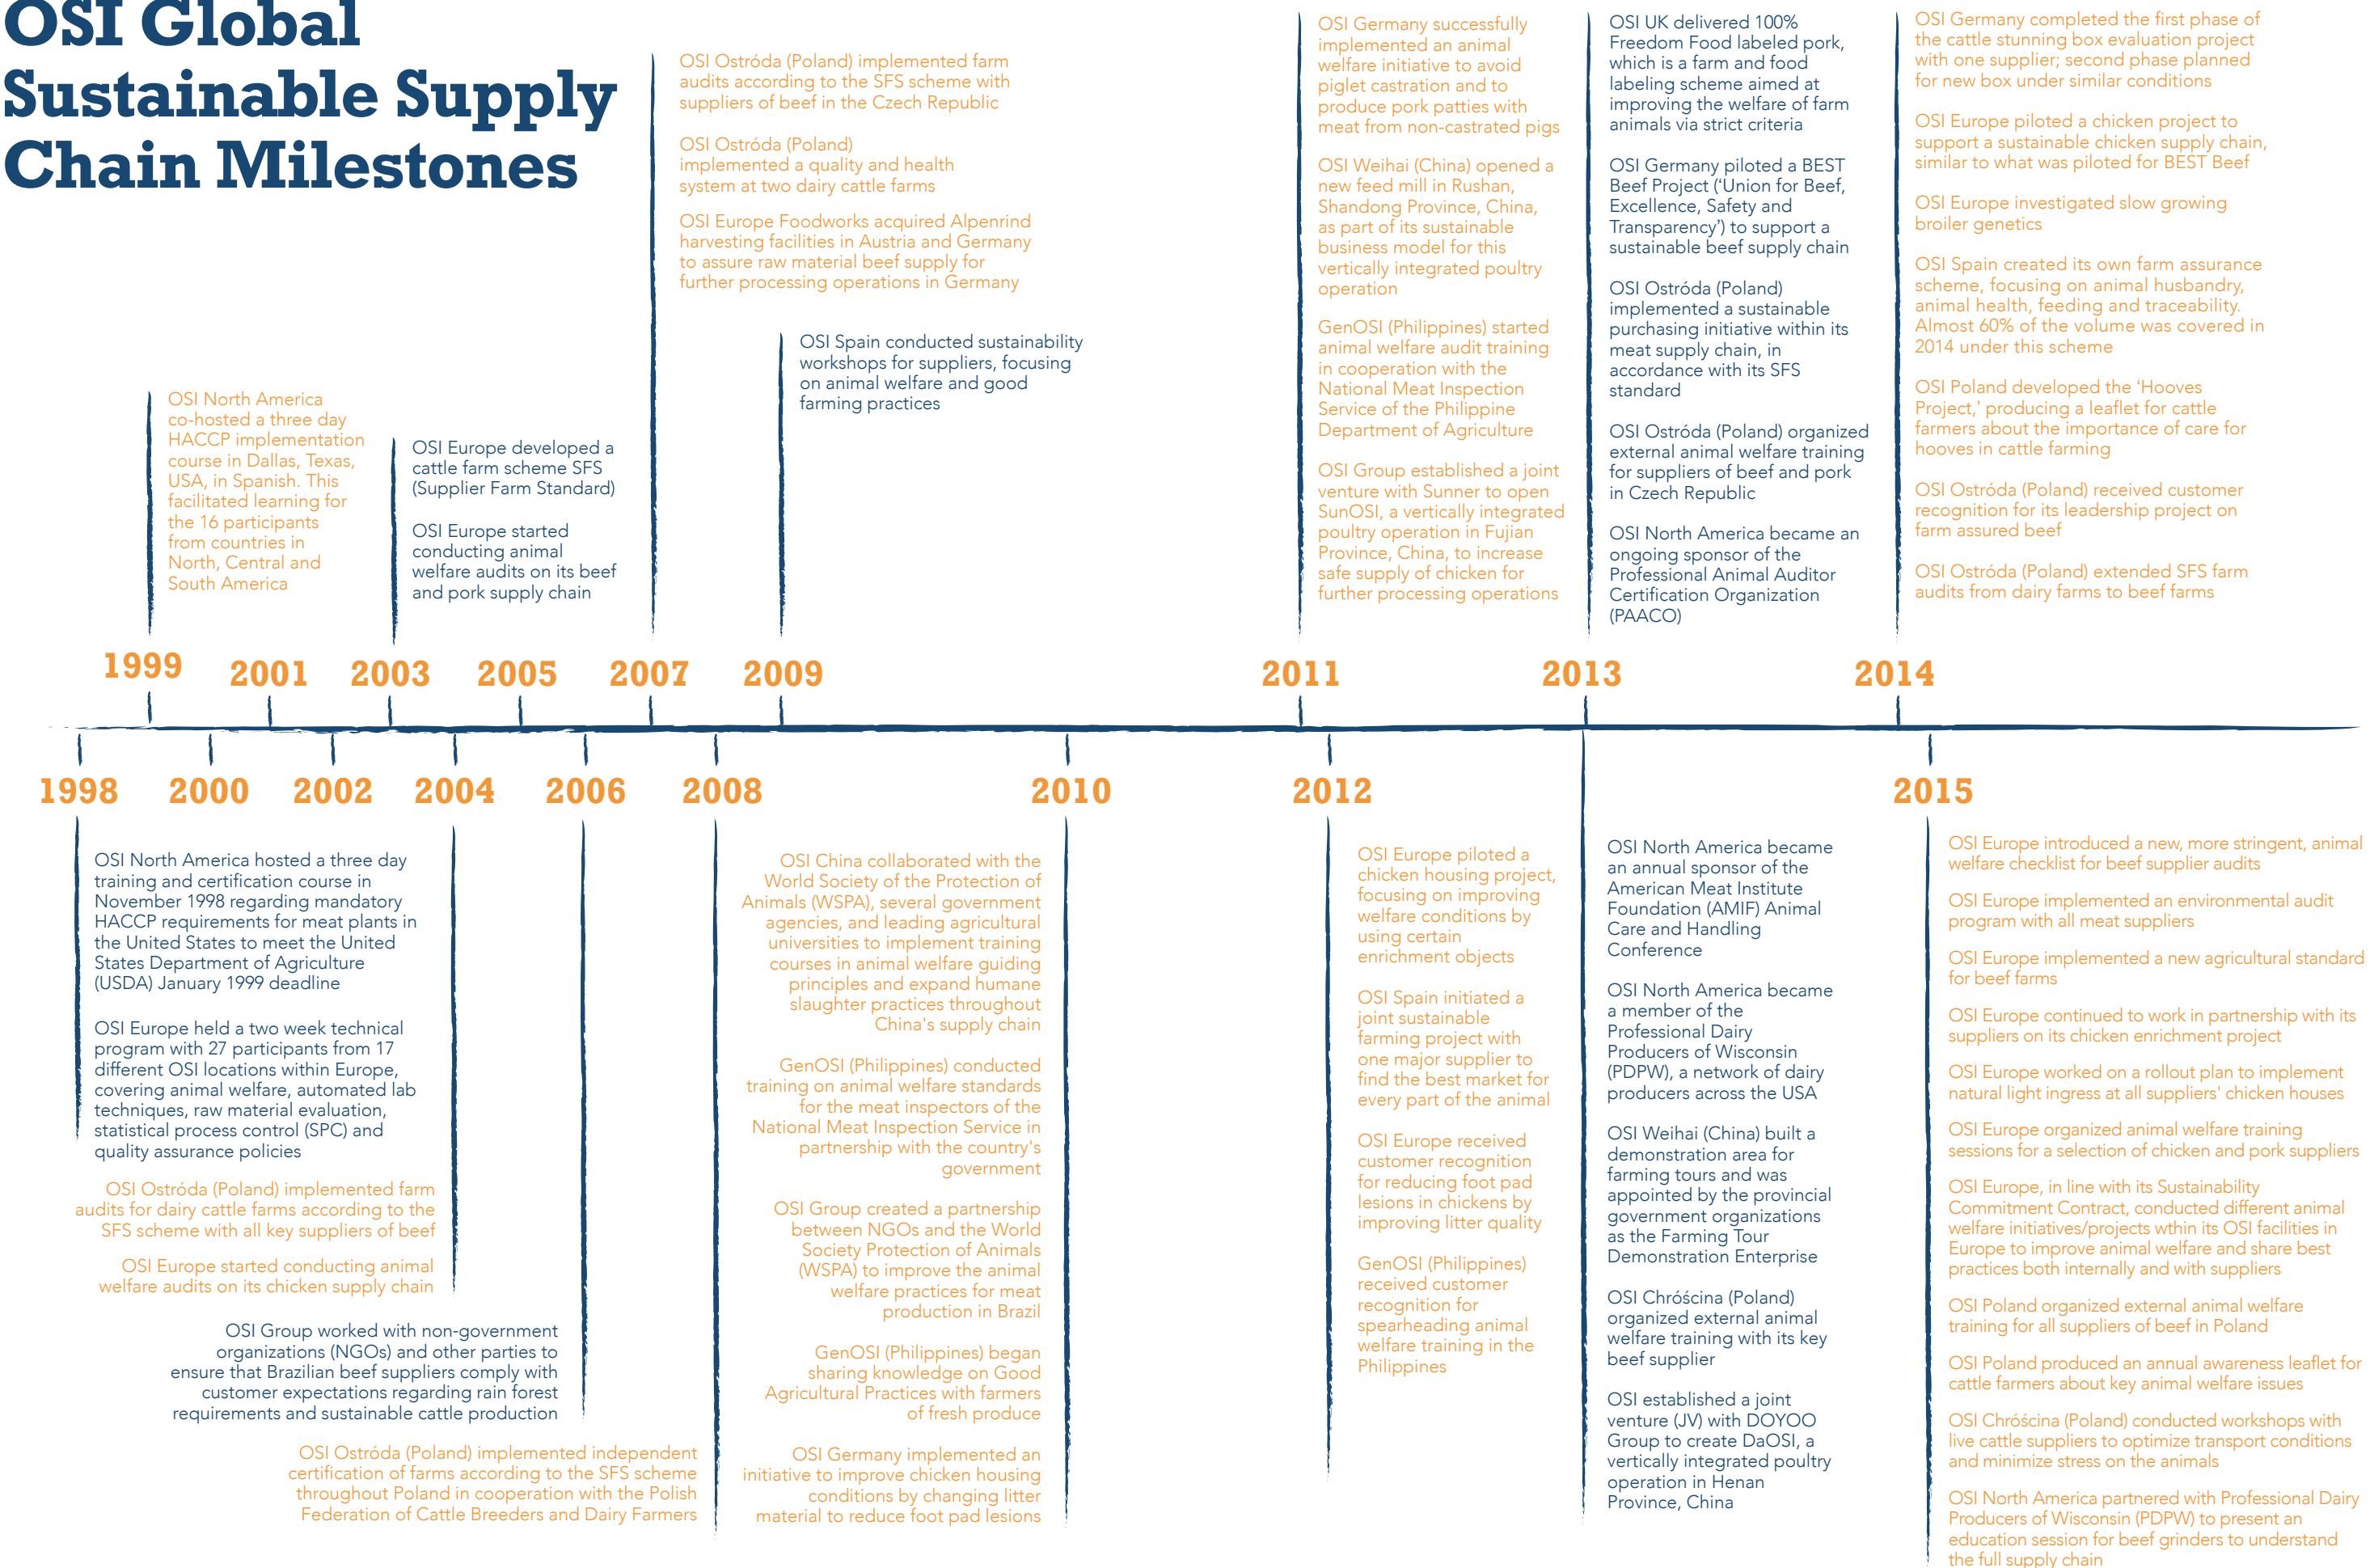 OSI Global
Sustainable Supply
Chain Milestones
OSI North America
co-hosted a three day
HACCP implementation
course in Dallas, Texas,
USA, in Spanish. This
facilitated learning for
the 16 participants
from countries in
North, Central and
South America
OSI Europe developed a
cattle farm scheme SFS
(Supplier Farm Standard)
OSI Europe started
conducting animal
welfare audits on its beef
and pork supply chain
OSI Ostróda (Poland) implemented farm
audits according to the SFS scheme with
suppliers of beef in the Czech Republic
OSI Ostróda (Poland)
implemented a quality and health
system at two dairy cattle farms
OSI Europe Foodworks acquired Alpenrind
harvesting facilities in Austria and Germany
to assure raw material beef supply for
further processing operations in Germany
OSI Spain conducted sustainability
workshops for suppliers, focusing
on animal welfare and good
farming practices
OSI Germany successfully
implemented an animal
welfare initiative to avoid
piglet castration and to
produce pork patties with
meat from non-castrated pigs
OSI Weihai (China) opened a
new feed mill in Rushan,
Shandong Province, China,
as part of its sustainable
business model for this
vertically integrated poultry
operation
GenOSI (Philippines) started
animal welfare audit training
in cooperation with the
National Meat Inspection
Service of the Philippine
Department of Agriculture
OSI Group established a joint
venture with Sunner to open
SunOSI, a vertically integrated
poultry operation in Fujian
Province, China, to increase
safe supply of chicken for
further processing operations
OSI UK delivered 100%
Freedom Food labeled pork,
which is a farm and food
labeling scheme aimed at
improving the welfare of farm
animals via strict criteria
OSI Germany piloted a BEST
Beef Project (‘Union for Beef,
Excellence, Safety and
Transparency’) to support a
sustainable beef supply chain
OSI Ostróda (Poland)
implemented a sustainable
purchasing initiative within its
meat supply chain, in
accordance with its SFS
standard
OSI Ostróda (Poland) organized
external animal welfare training
for suppliers of beef and pork
in Czech Republic
OSI North America became an
ongoing sponsor of the
Professional Animal Auditor
Certification Organization
(PAACO)
OSI Germany completed the first phase of
the cattle stunning box evaluation project
with one supplier; second phase planned
for new box under similar conditions
OSI Europe piloted a chicken project to
support a sustainable chicken supply chain,
similar to what was piloted for BEST Beef
OSI Europe investigated slow growing
broiler genetics
OSI Spain created its own farm assurance
scheme, focusing on animal husbandry,
animal health, feeding and traceability.
Almost 60% of the volume was covered in
2014 under this scheme
OSI Poland developed the ‘Hooves
Project,’ producing a leaflet for cattle
farmers about the importance of care for
hooves in cattle farming
OSI Ostróda (Poland) received customer
recognition for its leadership project on
farm assured beef
OSI Ostróda (Poland) extended SFS farm
audits from dairy farms to beef farms
1999
2001
2003
2005
2007
2009
2011
2013
2014
1998
2000
2002
2004
2006
2008
2010
2012
2015
OSI North America hosted a three day
training and certification course in
November 1998 regarding mandatory
HACCP requirements for meat plants in
the United States to meet the United
States Department of Agriculture
(USDA) January 1999 deadline
OSI Europe held a two week technical
program with 27 participants from 17
different OSI locations within Europe,
covering animal welfare, automated lab
techniques, raw material evaluation,
statistical process control (SPC) and
quality assurance policies
OSI Ostróda (Poland) implemented farm
audits for dairy cattle farms according to the
SFS scheme with all key suppliers of beef
OSI Europe started conducting animal
welfare audits on its chicken supply chain
OSI Group worked with non-government
organizations (NGOs) and other parties to
ensure that Brazilian beef suppliers comply with
customer expectations regarding rain forest
requirements and sustainable cattle production
OSI Ostróda (Poland) implemented independent
certification of farms according to the SFS scheme
throughout Poland in cooperation with the Polish
Federation of Cattle Breeders and Dairy Farmers
OSI China collaborated with the
World Society of the Protection of
Animals (WSPA), several government
agencies, and leading agricultural
universities to implement training
courses in animal welfare guiding
principles and expand humane
slaughter practices throughout
China's supply chain
GenOSI (Philippines) conducted
training on animal welfare standards
for the meat inspectors of the
National Meat Inspection Service in
partnership with the country's
government
OSI Group created a partnership
between NGOs and the World
Society Protection of Animals
(WSPA) to improve the animal
welfare practices for meat
production in Brazil
GenOSI (Philippines) began
sharing knowledge on Good
Agricultural Practices with farmers
of fresh produce
OSI Germany implemented an
initiative to improve chicken housing
conditions by changing litter
material to reduce foot pad lesions
OSI Europe piloted a
chicken housing project,
focusing on improving
welfare conditions by
using certain
enrichment objects
OSI Spain initiated a
joint sustainable
farming project with
one major supplier to
find the best market for
every part of the animal
OSI Europe received
customer recognition
for reducing foot pad
lesions in chickens by
improving litter quality
GenOSI (Philippines)
received customer
recognition for
spearheading animal
welfare training in the
Philippines
OSI North America became
an annual sponsor of the
American Meat Institute
Foundation (AMIF) Animal
Care and Handling
Conference
OSI North America became
a member of the
Professional Dairy
Producers of Wisconsin
(PDPW), a network of dairy
producers across the USA
OSI Weihai (China) built a
demonstration area for
farming tours and was
appointed by the provincial
government organizations
as the Farming Tour
Demonstration Enterprise
OSI Chróścina (Poland)
organized external animal
welfare training with its key
beef supplier
OSI established a joint
venture (JV) with DOYOO
Group to create DaOSI, a
vertically integrated poultry
operation in Henan
Province, China
OSI Europe introduced a new, more stringent, animal
welfare checklist for beef supplier audits
OSI Europe implemented an environmental audit
program with all meat suppliers
OSI Europe implemented a new agricultural standard
for beef farms
OSI Europe continued to work in partnership with its
suppliers on its chicken enrichment project
OSI Europe worked on a rollout plan to implement
natural light ingress at all suppliers' chicken houses
OSI Europe organized animal welfare training
sessions for a selection of chicken and pork suppliers
OSI Europe, in line with its Sustainability
Commitment Contract, conducted different animal
welfare initiatives/projects wthin its OSI facilities in
Europe to improve animal welfare and share best
practices both internally and with suppliers
OSI Poland organized external animal welfare
training for all suppliers of beef in Poland
OSI Poland produced an annual awareness leaflet for
cattle farmers about key animal welfare issues
OSI Chróścina (Poland) conducted workshops with
live cattle suppliers to optimize transport conditions
and minimize stress on the animals
OSI North America partnered with Professional Dairy
Producers of Wisconsin (PDPW) to present an
education session for beef grinders to understand
the full supply chain